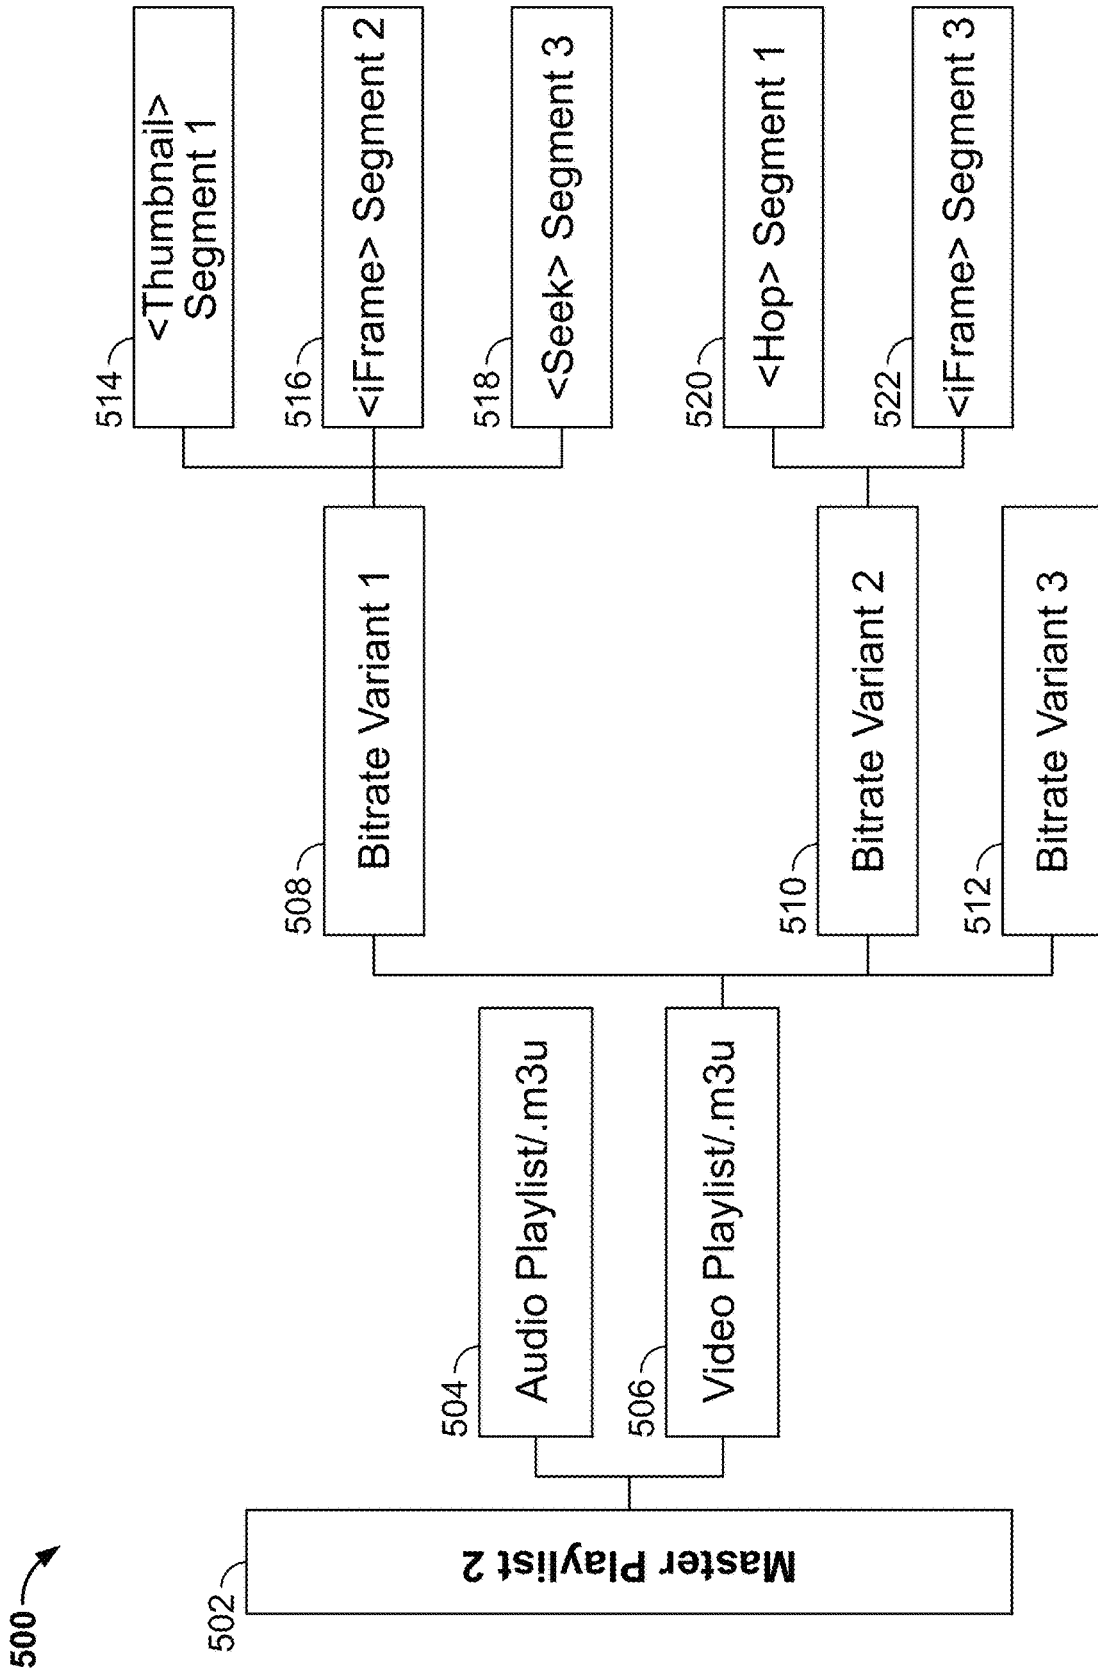 500
502
Master Playlist 2
504
Audio Playlist/.m3u
506
Video Playlist/.m3u
508
Bitrate Variant 1
510
Bitrate Variant 2
512
Bitrate Variant 3
514
<Thumbnail>
Segment 1
516
<iFrame> Segment 2
518
<Seek> Segment 3
520
<Hop> Segment 1
522
<iFrame> Segment 3